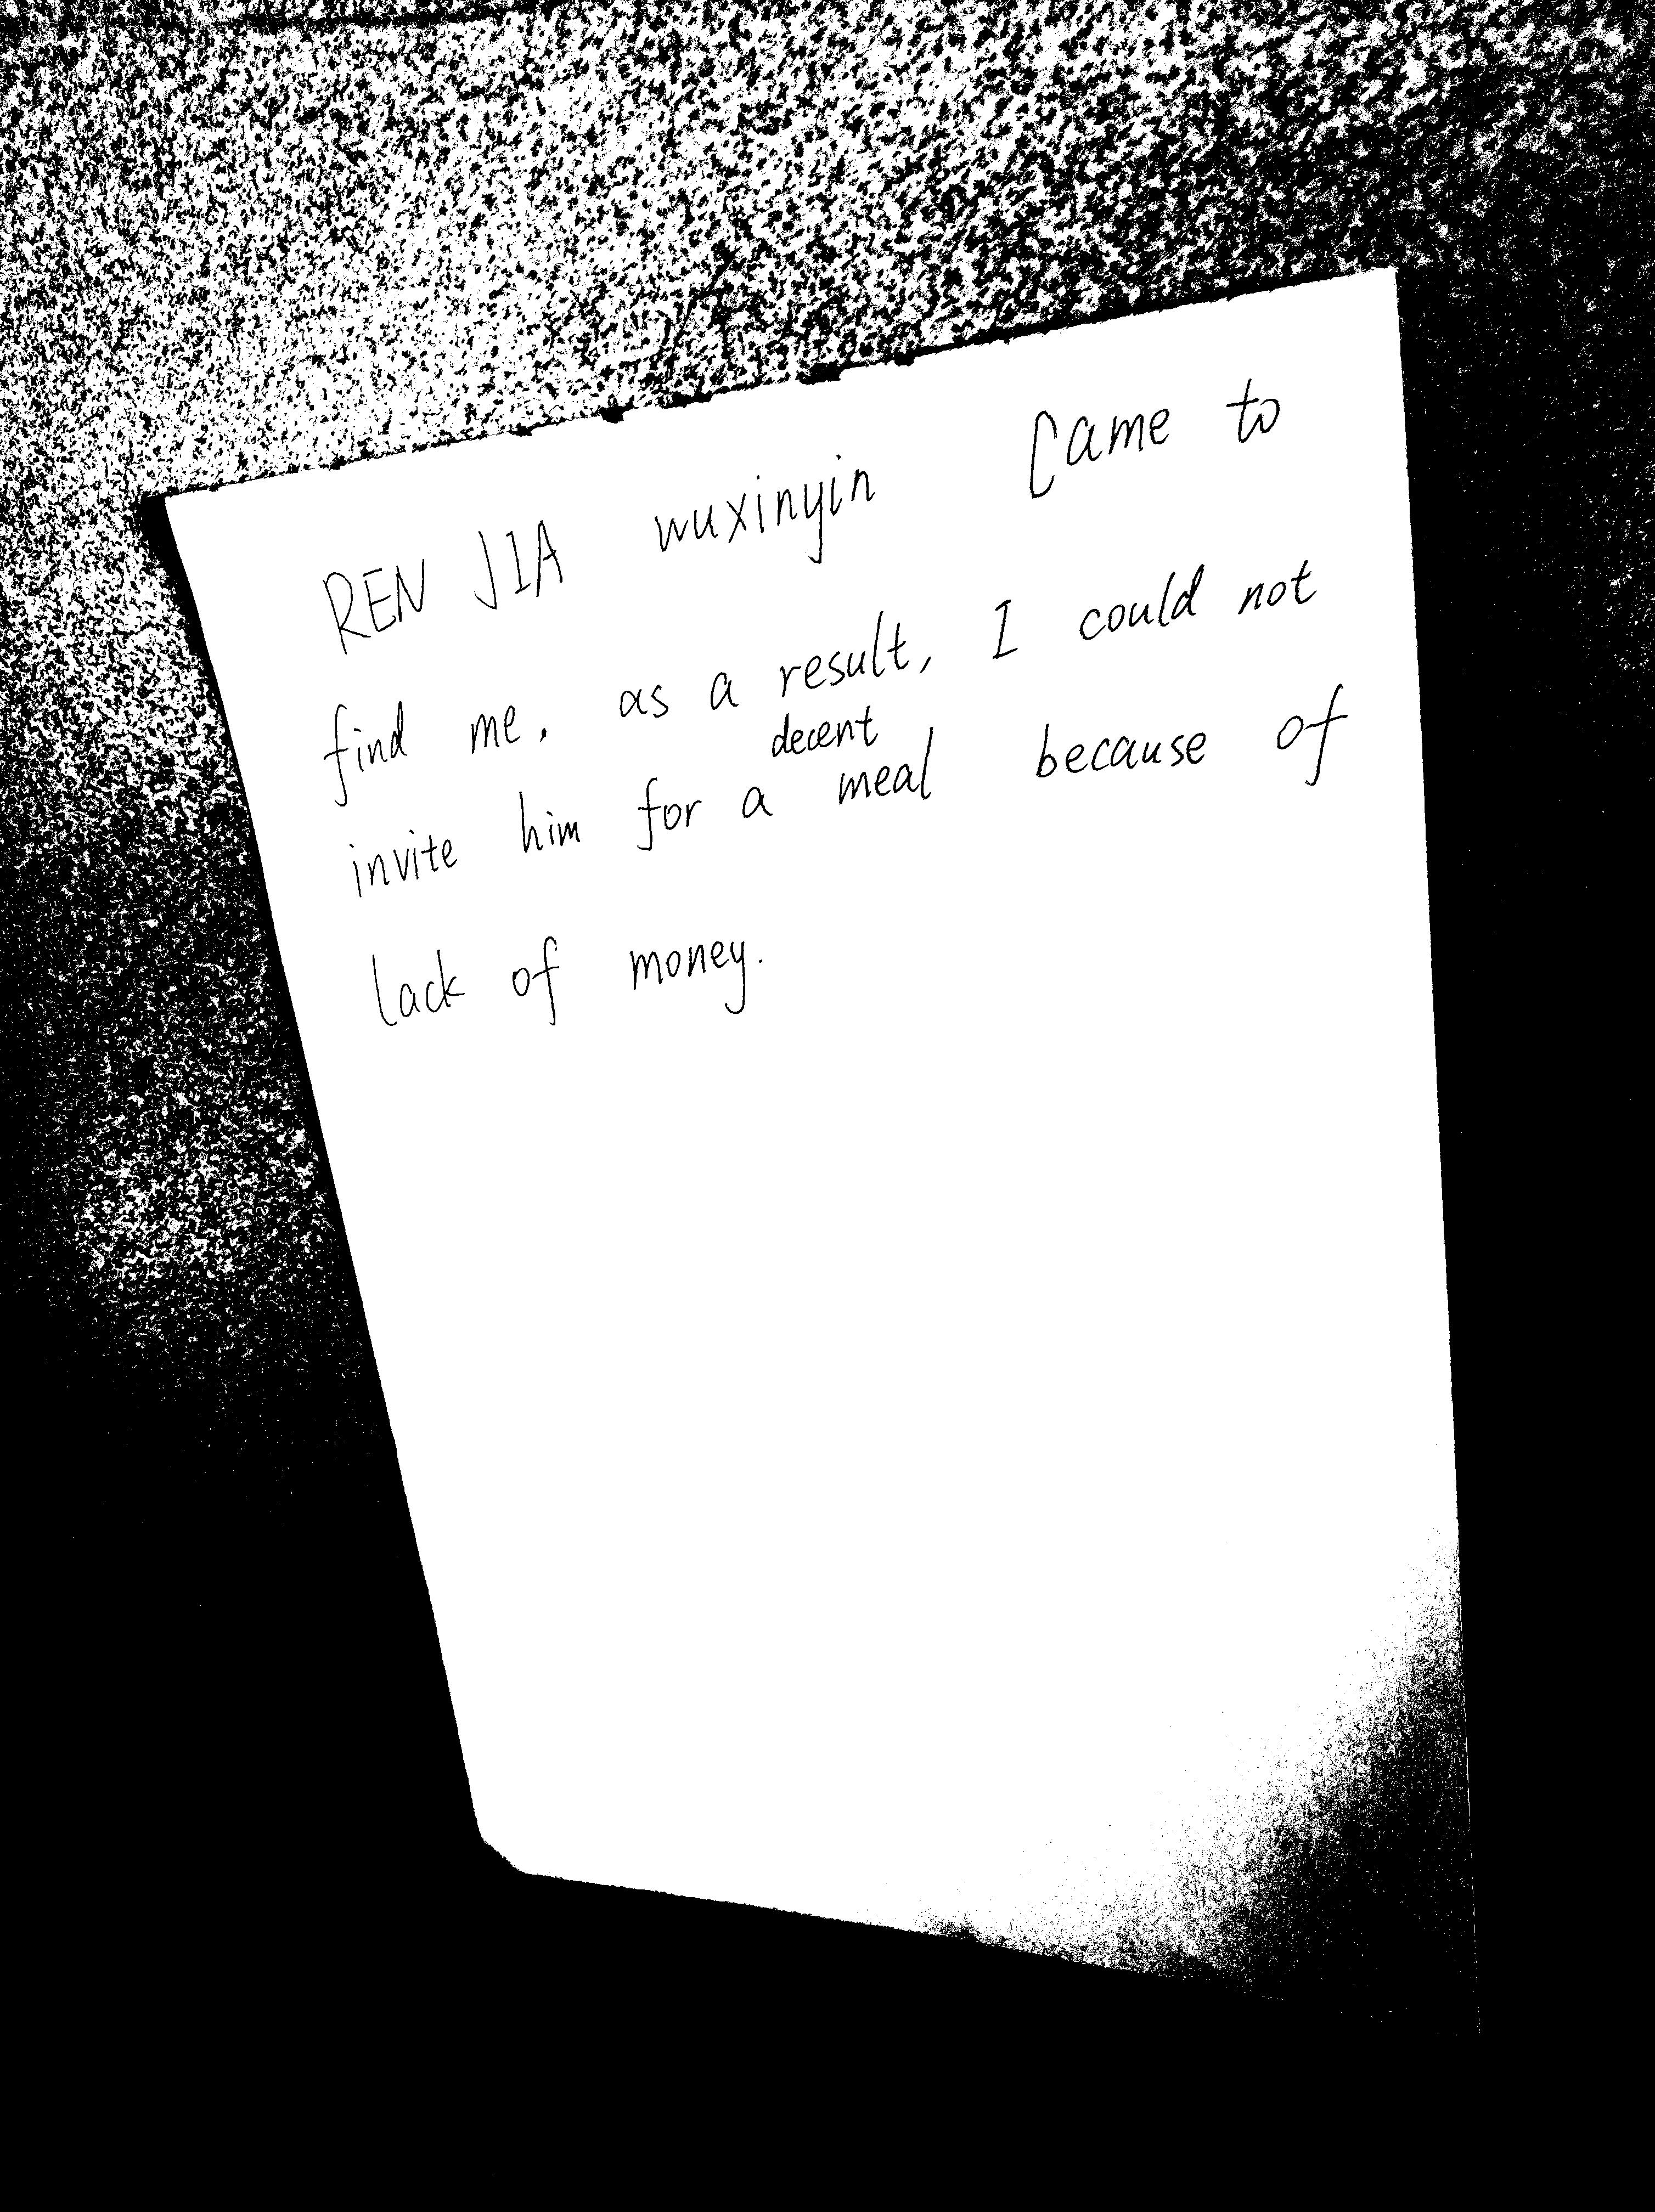 REN JIA wuxinyin Came to
find me. as a result, I could not
decent
invite him for a meal because of
lack of money.